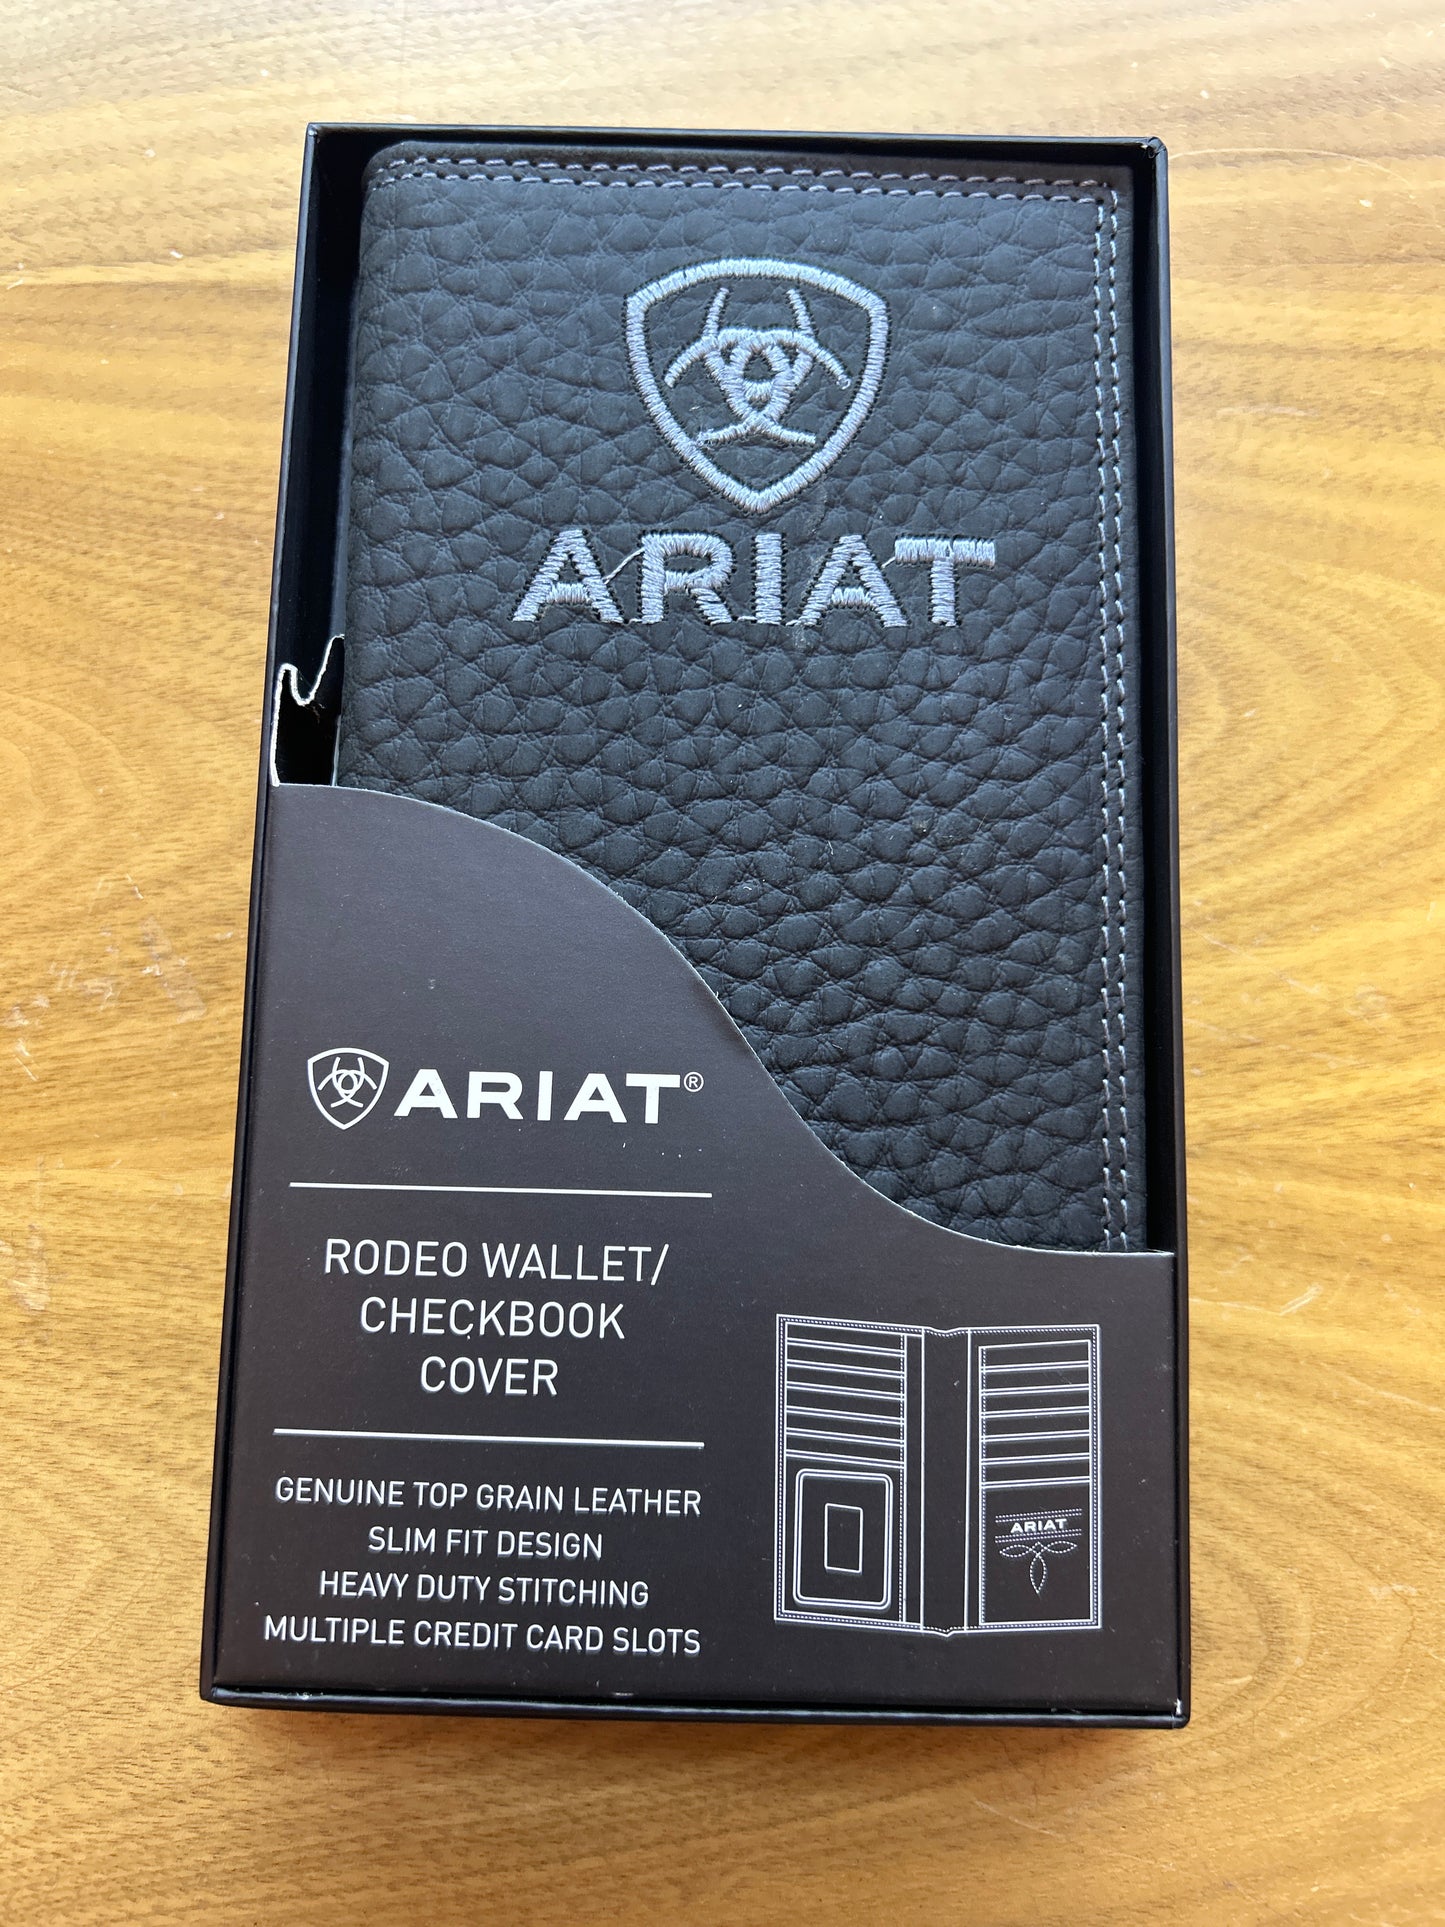 ARIAT
ARIAT®
RODEO WALLET/
CHECKBOOK
COVER
GENUINE TOP GRAIN LEATHER
SLIM FIT DESIGN
HEAVY DUTY STITCHING
MULTIPLE CREDIT CARD SLOTS
ARIAT